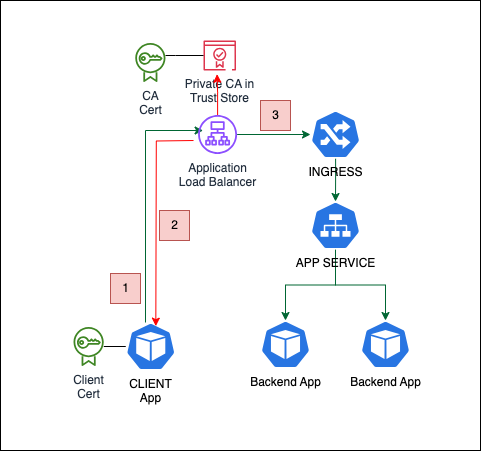 CA
Cert
Private CA in
Trust Store
3
Application
Load Balancer
INGRESS
2
APP SERVICE
1
Client
Cert
CLIENT
App
Backend App
Backend App